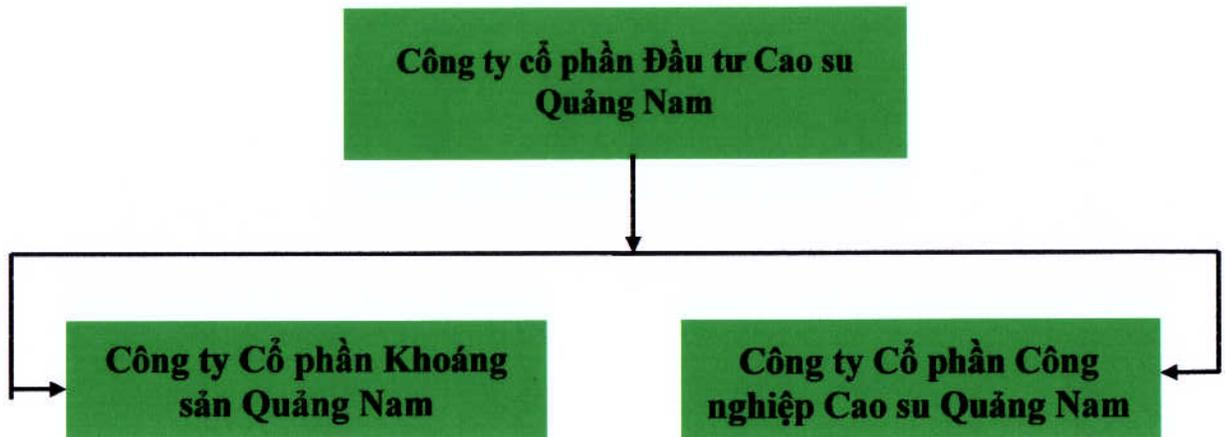 Công ty cổ phần Đầu tư Cao su
Quảng Nam
Công ty Cổ phần Khoáng
sản Quảng Nam
Công ty Cổ phần Công
nghiệp Cao su Quảng Nam